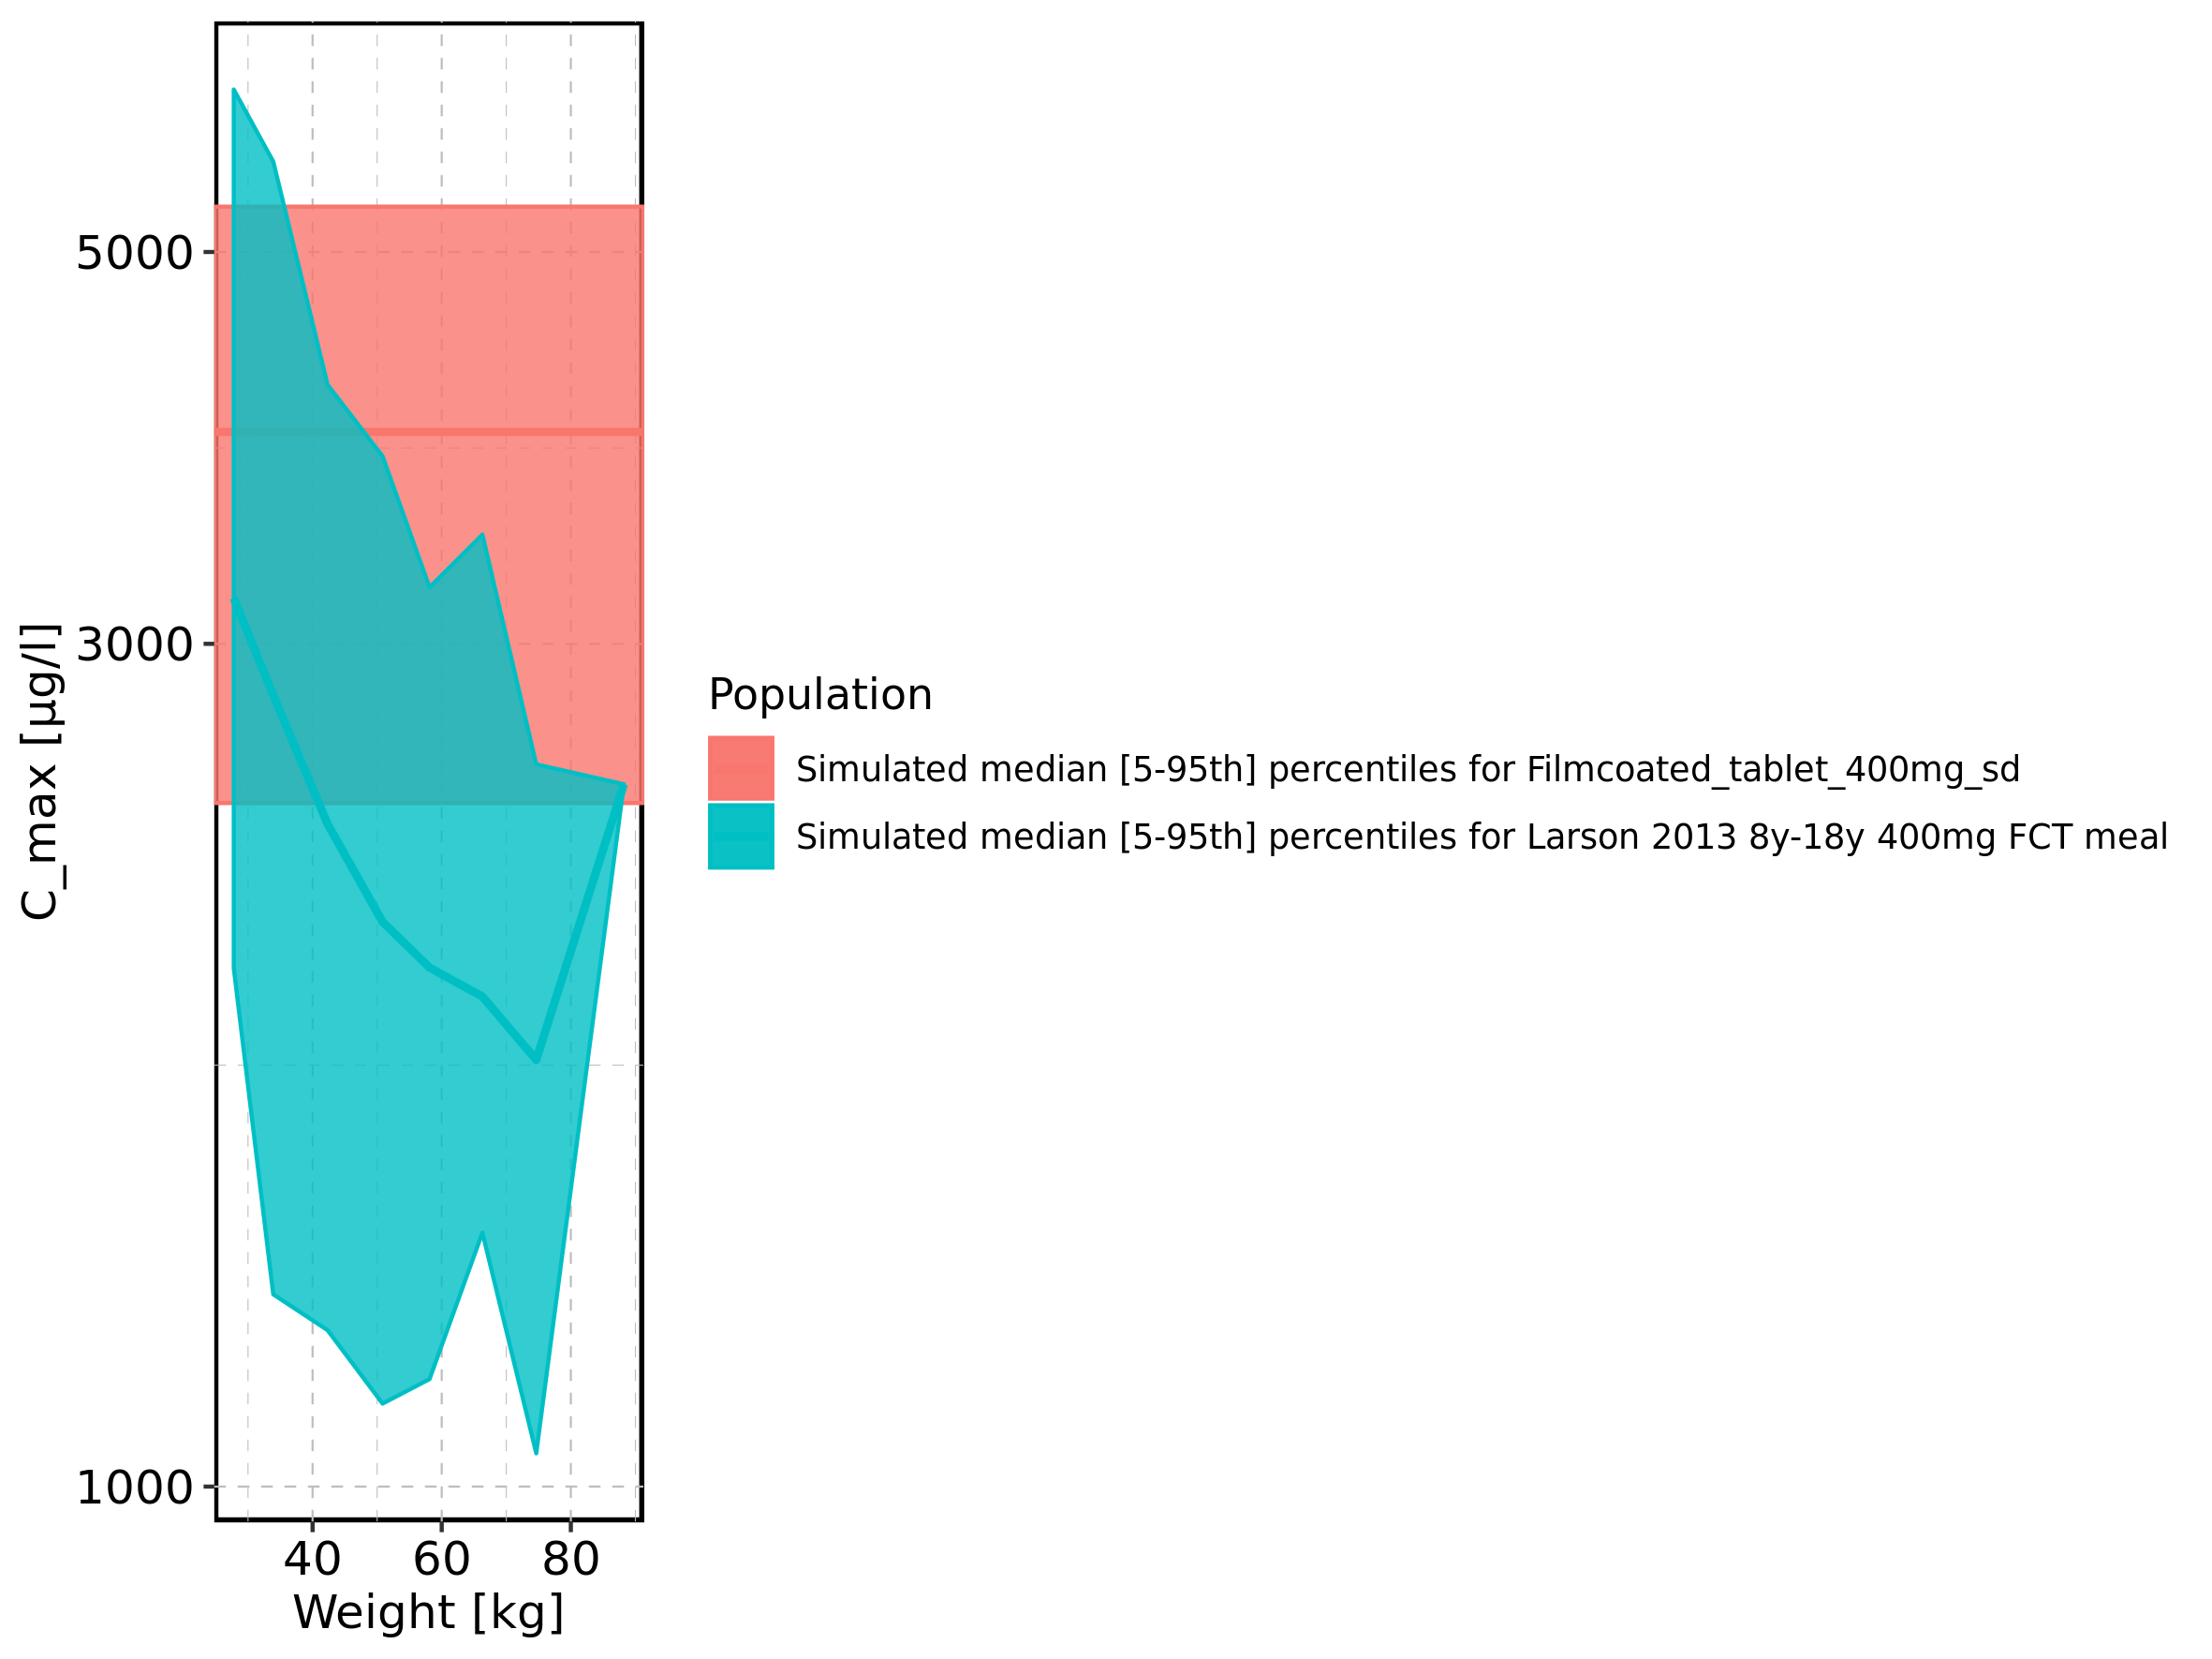 5000
3000
1000
C_max [µg/l]
40 60 80
Weight [kg]
Population
Simulated median [5-95th] percentiles for Filmcoated_tablet_400mg_sd
Simulated median [5-95th] percentiles for Larson 2013 8y-18y 400mg FCT meal